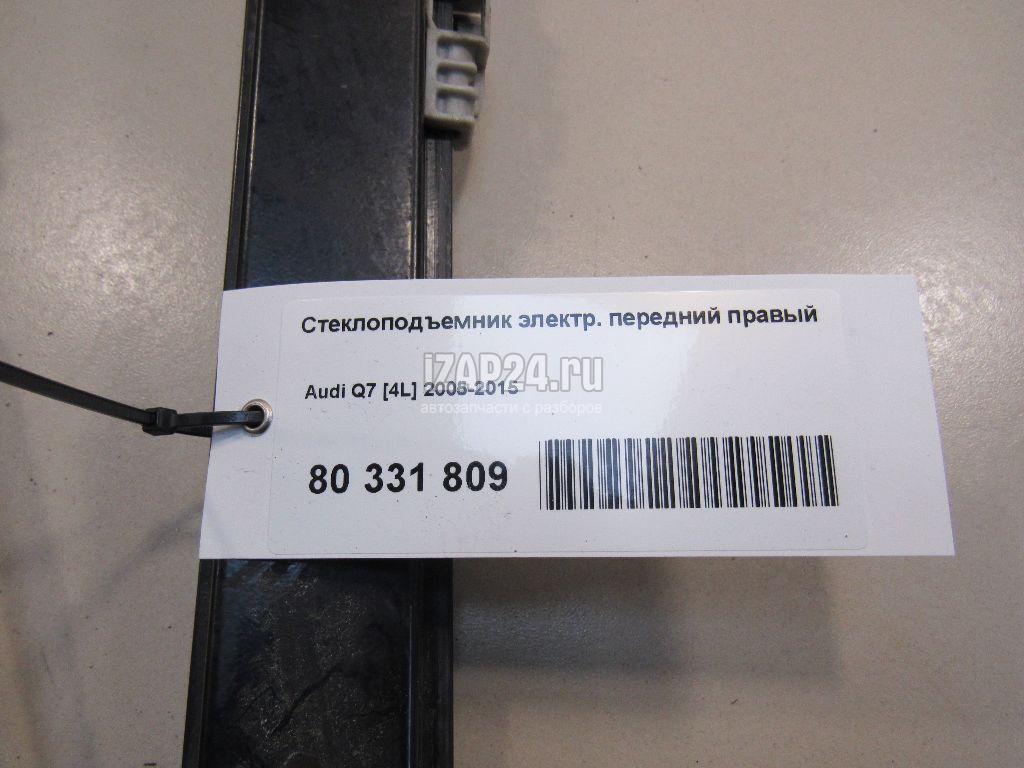 Стеклоподъемник электр. передний правый
iZAP24.ru
Audi Q7 [4L] 2005-2015
автозапчасти с разборов
80 331 809